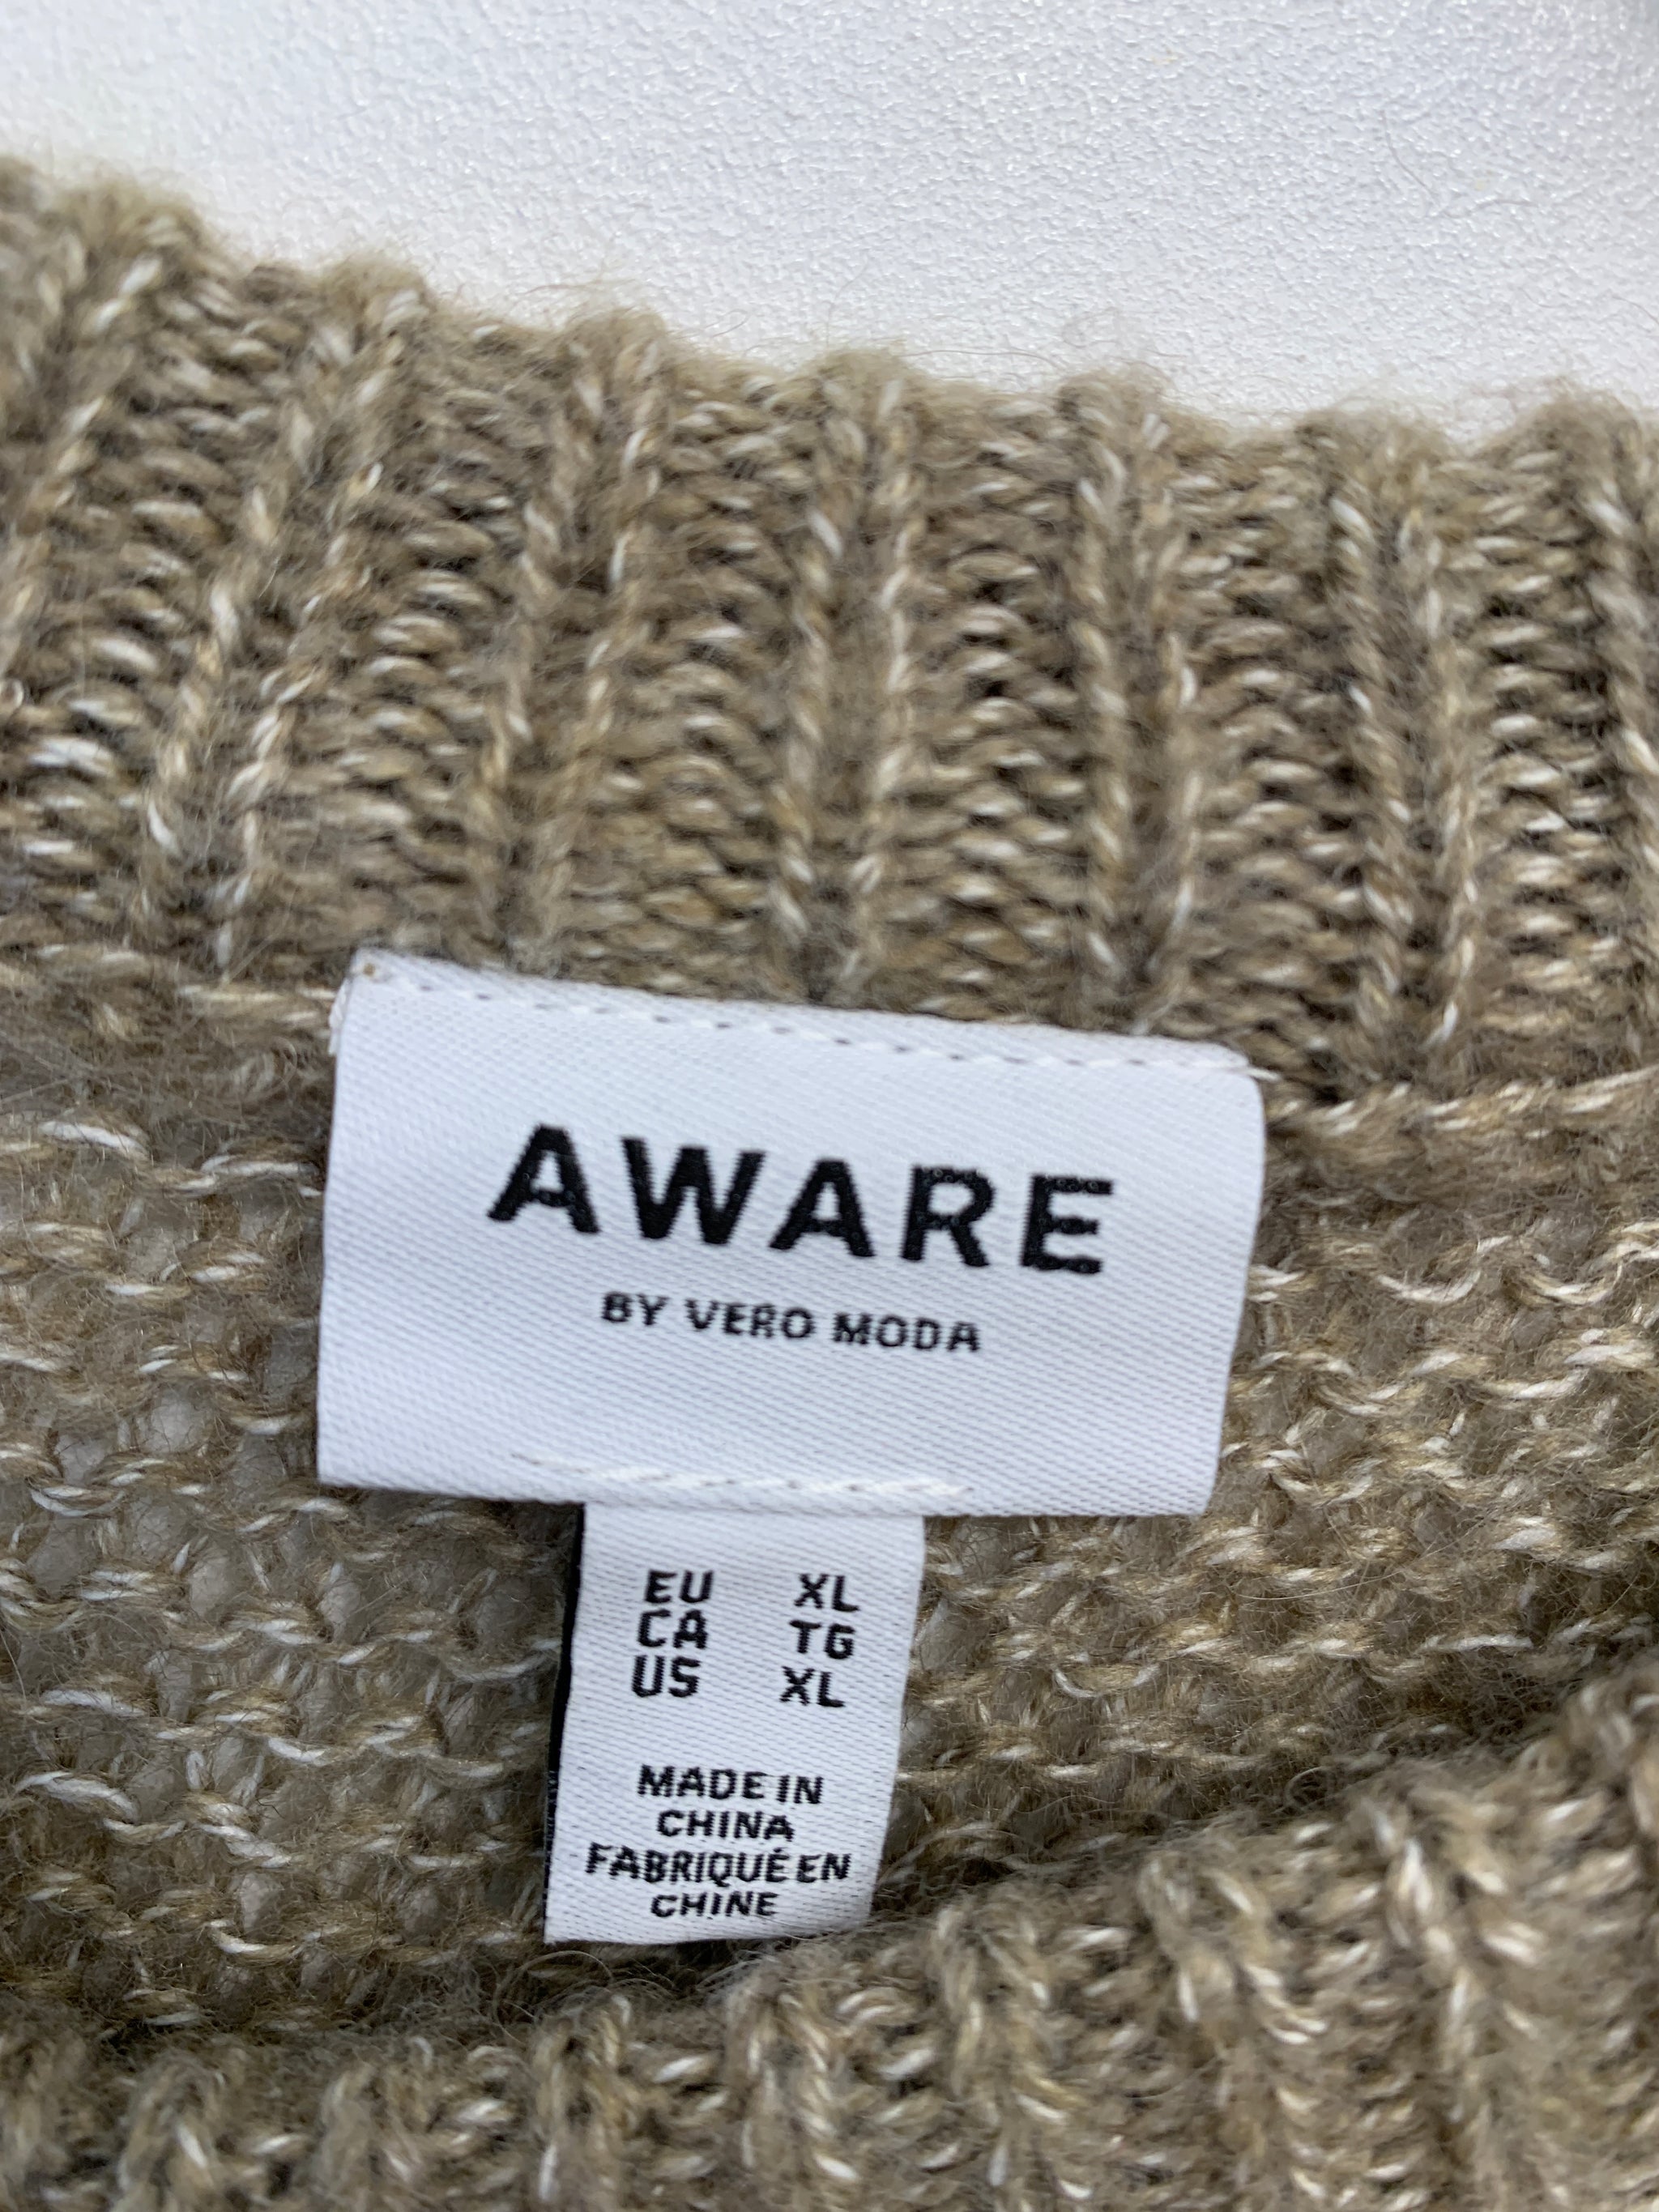 AWARE
BY VERO MODA
EU XL
CA TG
US XL
MADE IN
CHINA
FABRIQUÉ EN
CHINE